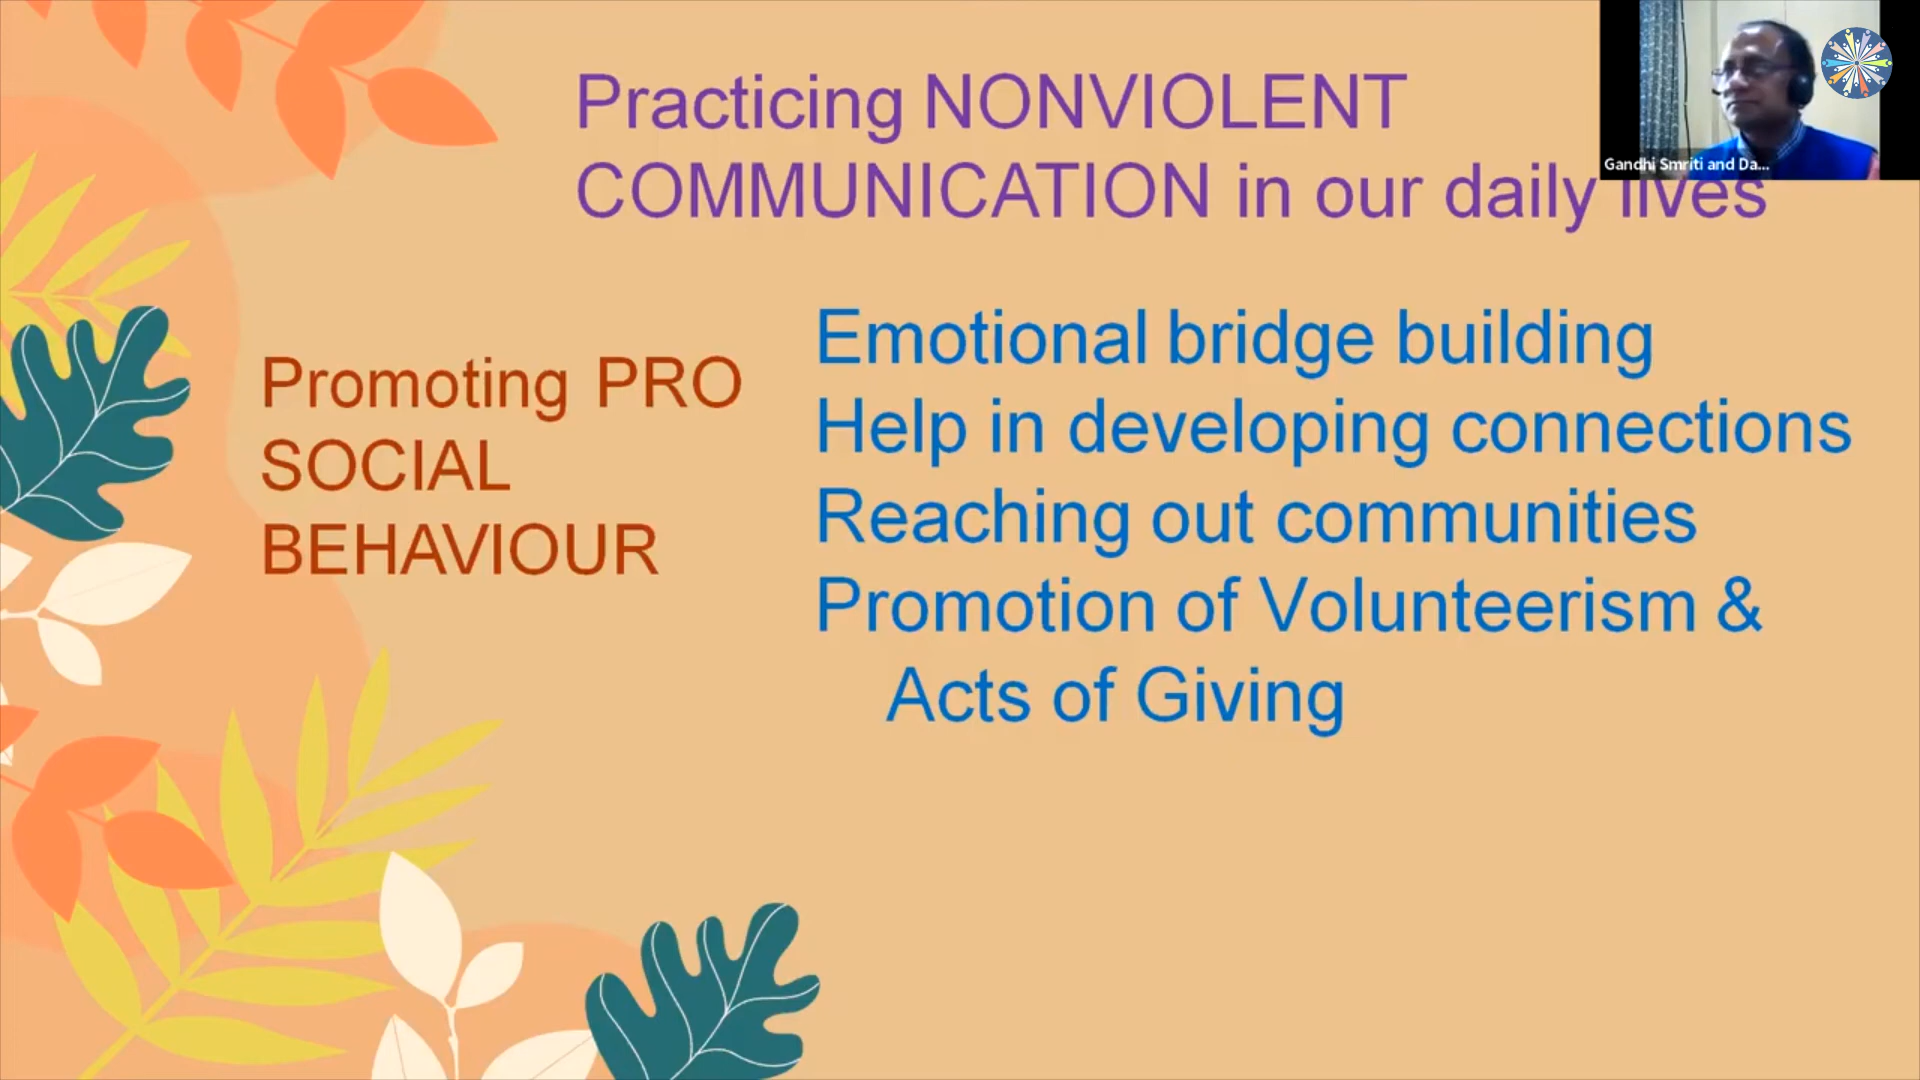 Practicing NONVIOLENT
COMMUNICATION in our daily lives
Gandhi Smriti and Da...
Promoting PRO
SOCIAL
BEHAVIOUR
Emotional bridge building
Help in developing connections
Reaching out communities
Promotion of Volunteerism &
Acts of Giving